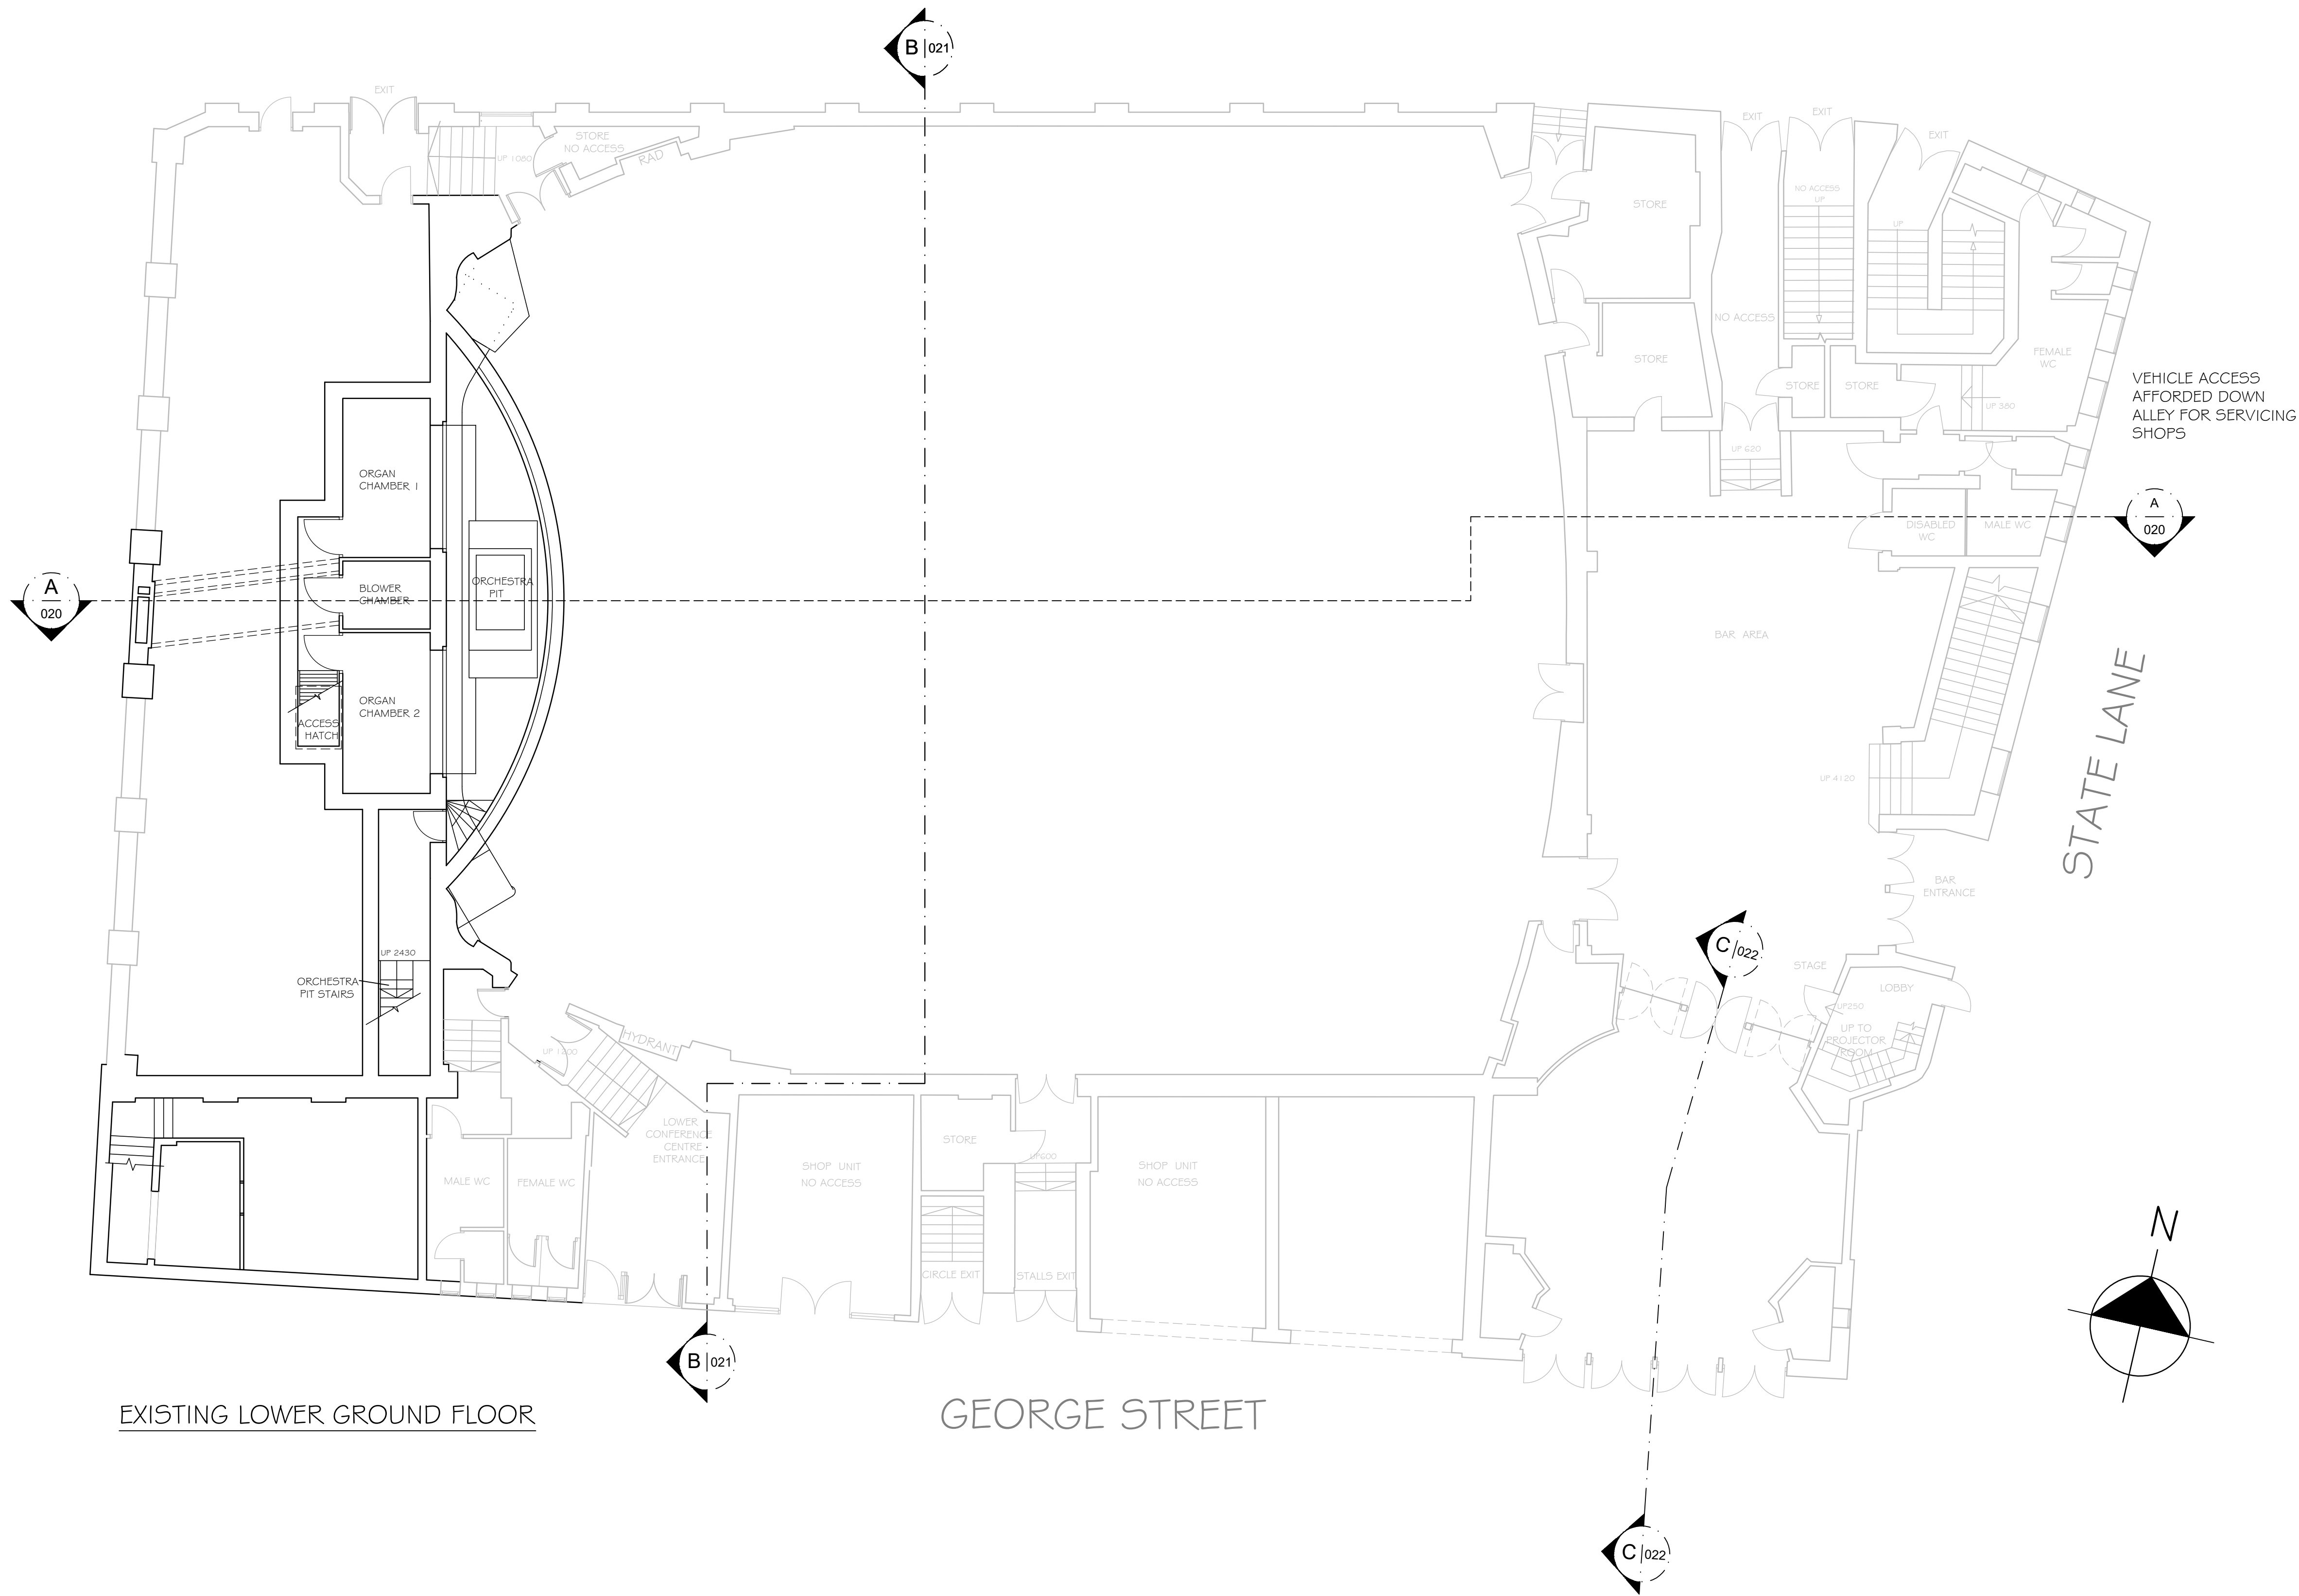 B 021
EXIT
STORE
NO ACCESS
RAD
UP 1080
EXIT
EXIT
EXIT
NO ACCESS
UP
STORE
UP
NO ACCESS
STORE
FEMALE
WC
STORE
STORE
UP 380
VEHICLE ACCESS
AFFORDED DOWN
ALLEY FOR SERVICING
SHOPS
UP 620
ORGAN
CHAMBER 1
DISABLED
WC
MALE WC
A
020
A
020
BLOWER
CHAMBER
ORCHESTRA
PIT
BAR AREA
ORGAN
CHAMBER 2
ACCESS
HATCH
STATE LANE
UP 4120
BAR
ENTRANCE
UP 2430
ORCHESTRA
PIT STAIRS
C 022
STAGE
LOBBY
UP250
UP TO
PROJECTOR
ROOM
HYDRANT
UP 1200
LOWER
CONFERENCE
CENTRE
ENTRANCE
STORE
UP600
SHOP UNIT
NO ACCESS
SHOP UNIT
NO ACCESS
MALE WC
FEMALE WC
CIRCLE EXIT
STALLS EXIT
N
B 021
EXISTING LOWER GROUND FLOOR
GEORGE STREET
C 022